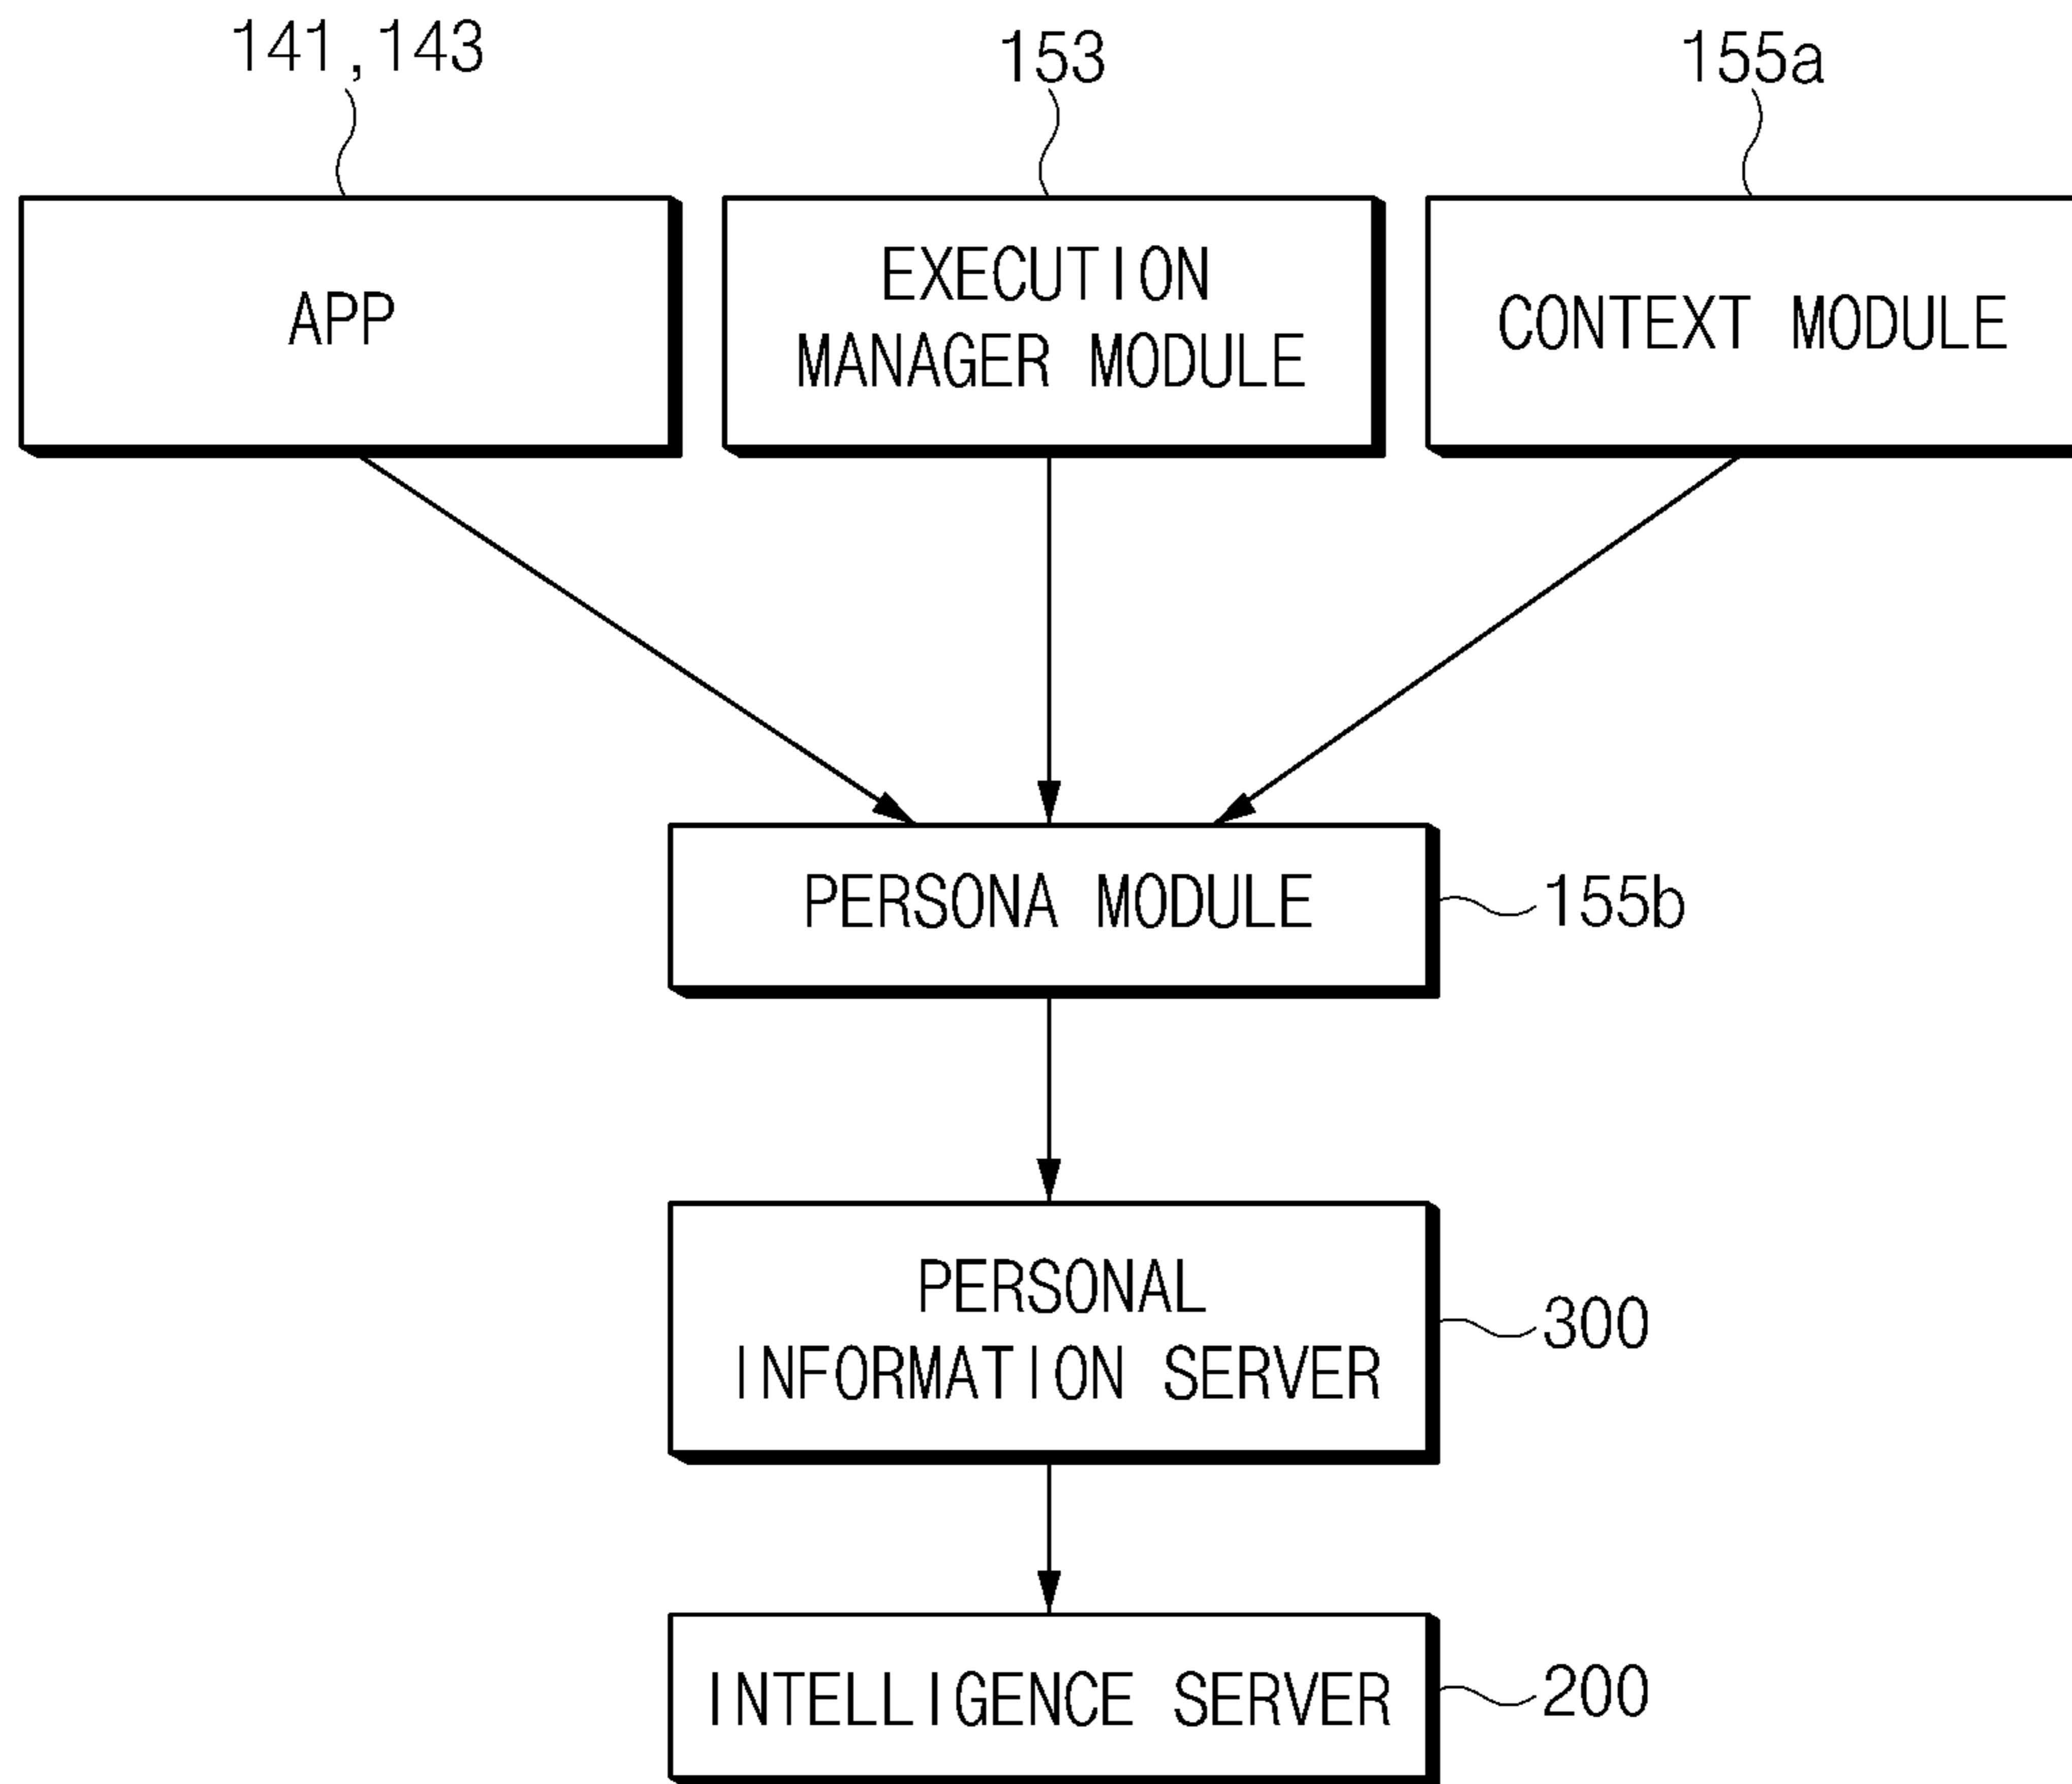 141,143
153
155a
APP
EXECUTION
MANAGER MODULE
CONTEXT MODULE
PERSONA MODULE
155b
PERSONAL
INFORMATION SERVER
300
INTELLIGENCE SERVER
200